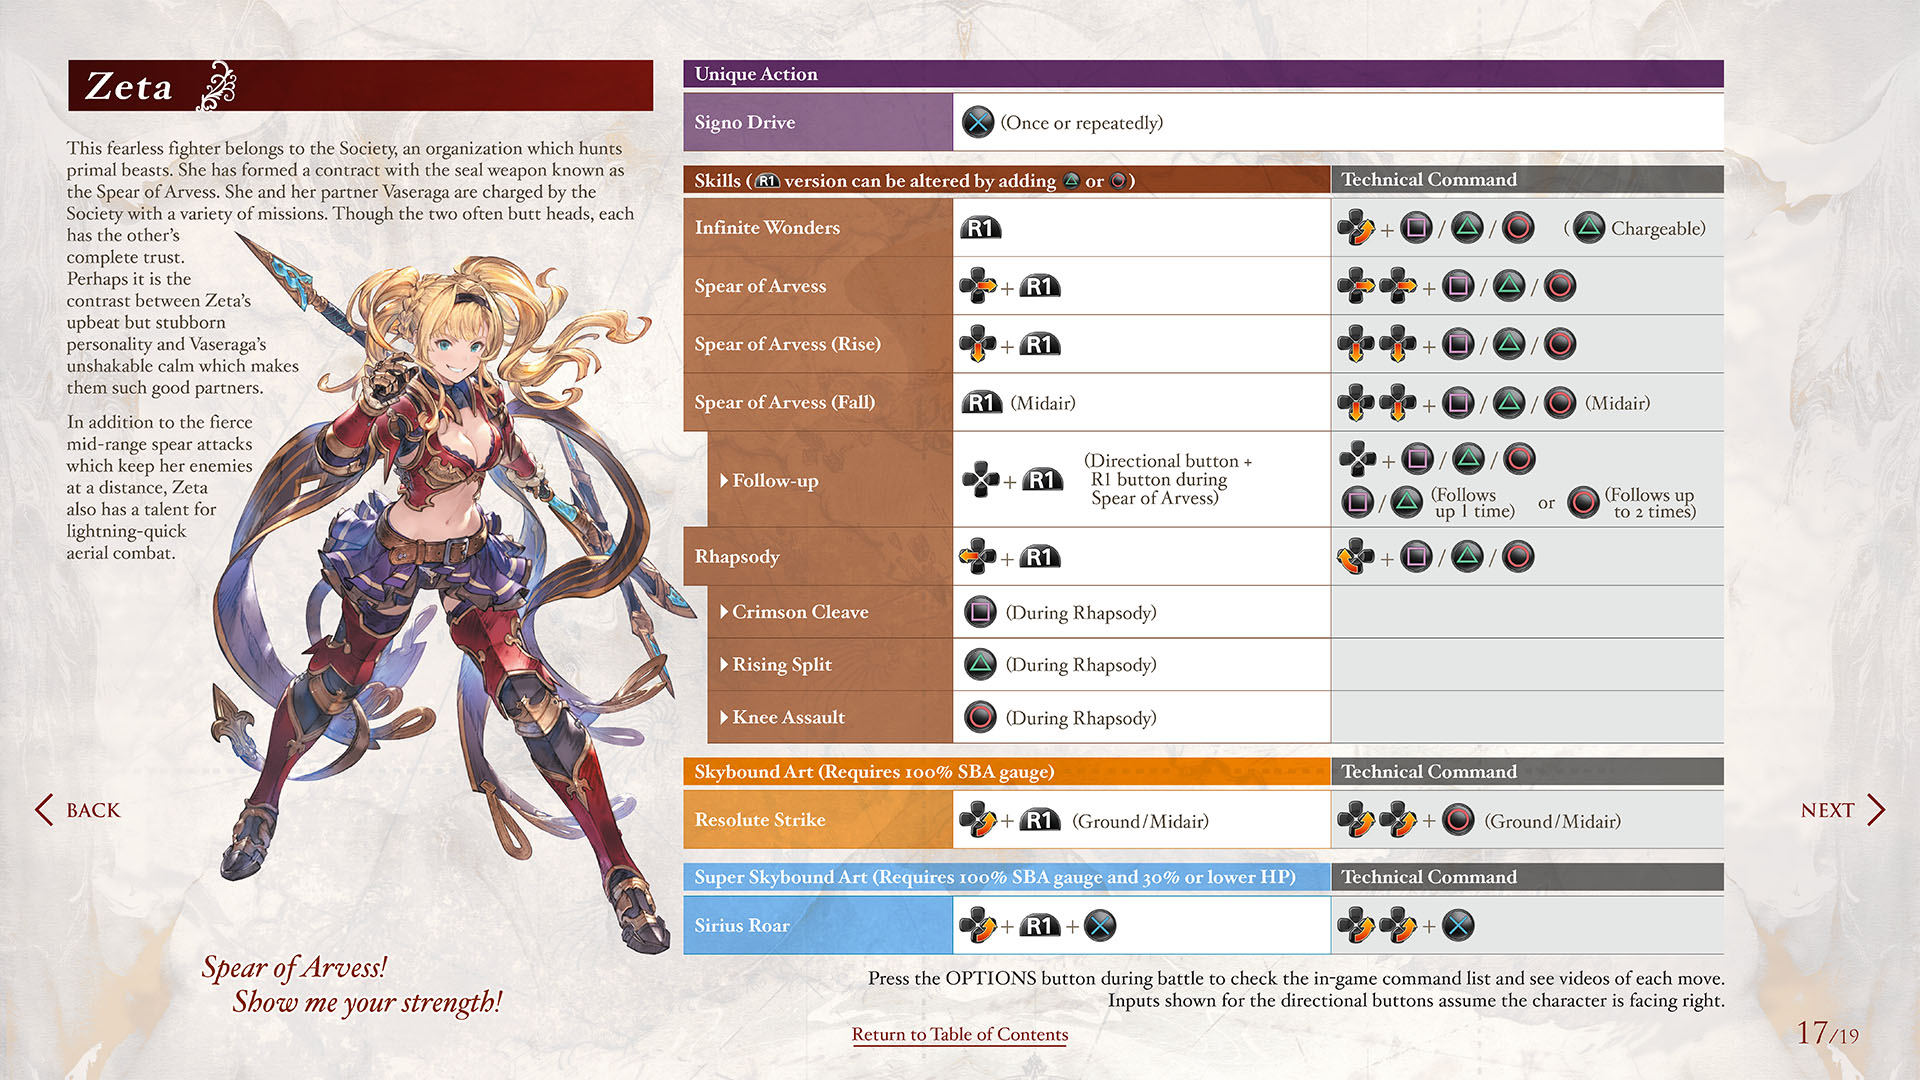 Zeta
This fearless fighter belongs to the Society, an organization which hunts
primal beasts. She has formed a contract with the seal weapon known as
the Spear of Arvess. She and her partner Vaseraga are charged by the
Society with a variety of missions. Though the two often butt heads, each
has the other's
complete trust.
Perhaps it is the
contrast between Zeta's
upbeat but stubborn
personality and Vaseraga's
unshakable calm which makes
them such good partners.
In addition to the fierce
mid-range spear attacks
which keep her enemies
at a distance, Zeta
also has a talent for
lightning-quick
aerial combat.
Spear of Arvess!
Show me your strength!
Unique Action
Signo Drive (Once or repeatedly)
Skills (R1 version can be altered by adding or ) Technical Command
Infinite Wonders R1 + / / ( Chargeable)
Spear of Arvess + R1 + / /
Spear of Arvess (Rise) + R1 + / /
Spear of Arvess (Fall) R1 (Midair) + / / (Midair)
Follow-up + R1 (Directional button +
R1 button during
Spear of Arvess)
+ / /
/ (Follows
up 1 time) or (Follows up
to 2 times)
Rhapsody + R1 + / /
Crimson Cleave (During Rhapsody)
Rising Split (During Rhapsody)
Knee Assault (During Rhapsody)
Skybound Art (Requires 100% SBA gauge) Technical Command
Resolute Strike + R1 (Ground/Midair) + (Ground/Midair)
Super Skybound Art (Requires 100% SBA gauge and 30% or lower HP) Technical Command
Sirius Roar + R1 + +
Press the OPTIONS button during battle to check the in-game command list and see videos of each move.
Inputs shown for the directional buttons assume the character is facing right.
BACK
NEXT
Return to Table of Contents
17/19